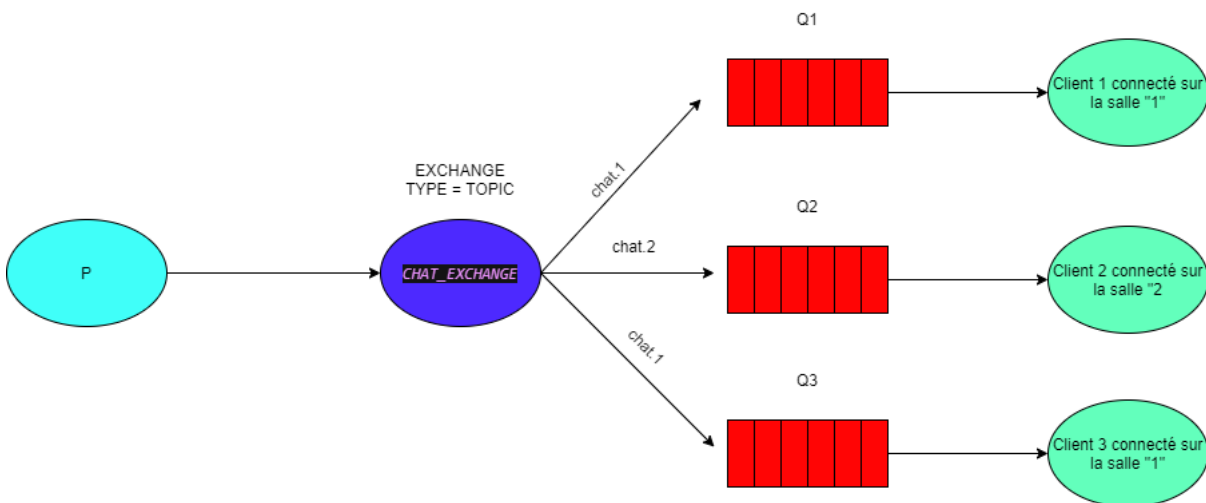 Q1
Client 1 connecté sur
la salle "1"
chat.1
EXCHANGE
TYPE = TOPIC
Q2
P
CHAT_EXCHANGE
chat.2
Client 2 connecté sur
la salle "2
chat.1
Q3
Client 3 connecté sur
la salle "1"